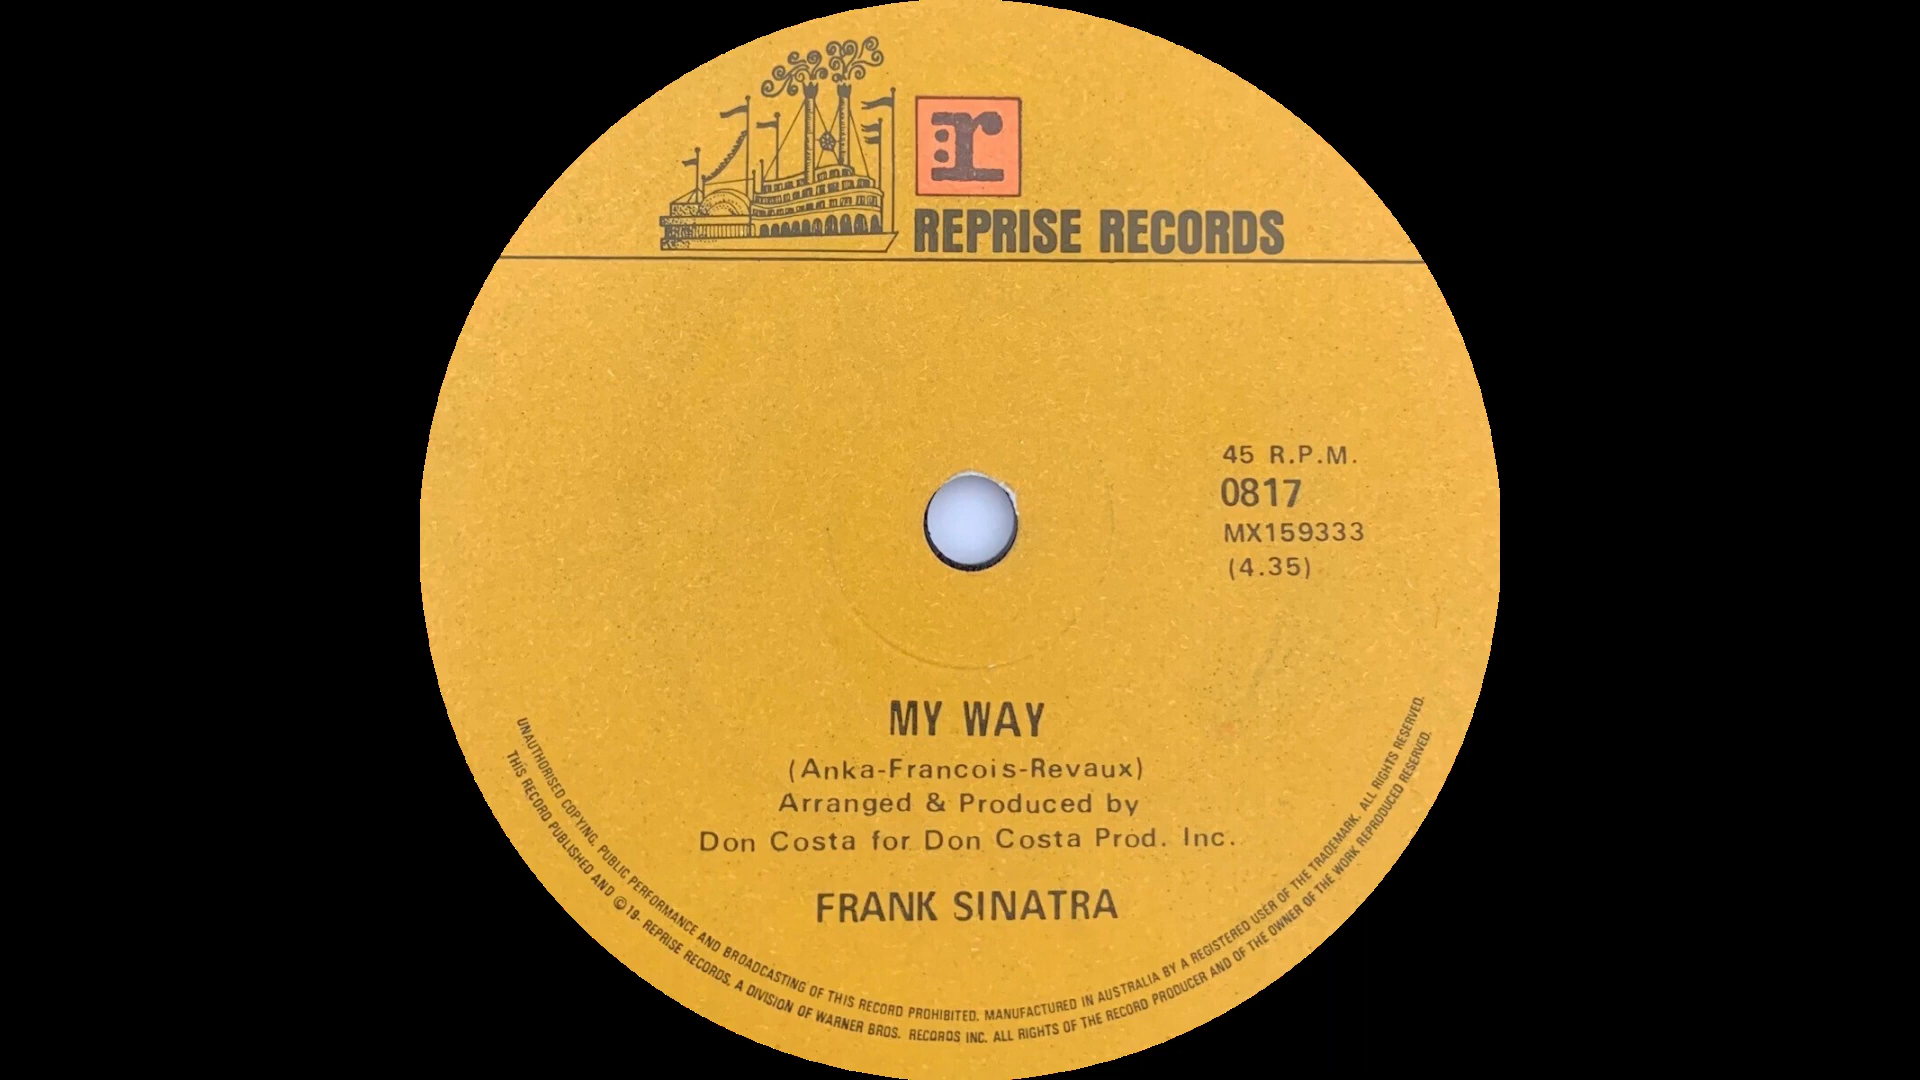 r
REPRISE RECORDS
45 R.P.M.
0817
MX159333
(4.35)
MY WAY
(Anka-Francois-Revaux)
Arranged & Produced by
Don Costa for Don Costa Prod. Inc.
FRANK SINATRA
UNAUTHORISED COPYING, PUBLIC PERFORMANCE AND BROADCASTING OF THIS RECORD PROHIBITED. MANUFACTURED IN AUSTRALIA BY A REGISTERED USER OF THE TRADEMARK. ALL RIGHTS RESERVED.
THIS RECORD PUBLISHED AND ©19- REPRISE RECORDS, A DIVISION OF WARNER BROS. RECORDS INC. ALL RIGHTS OF THE RECORD PRODUCER AND OF THE OWNER OF THE WORK REPRODUCED RESERVED.